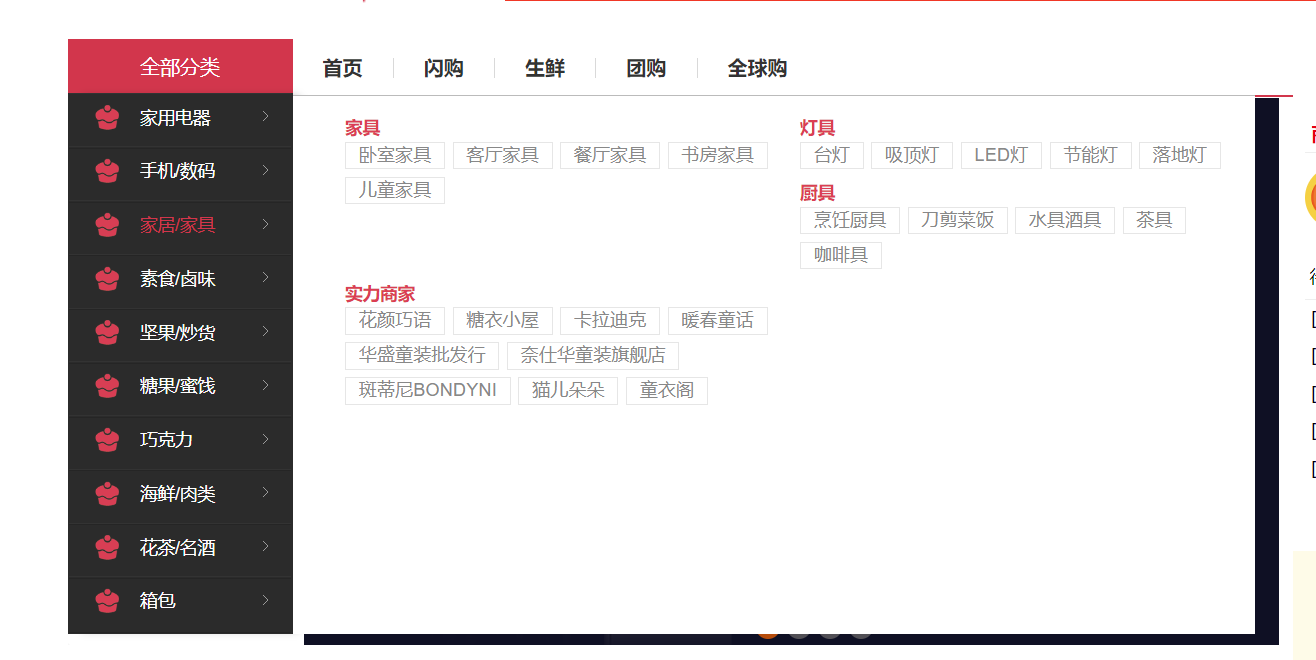 全部分类
首页 闪购 生鲜 团购 全球购
家用电器
手机/数码
家居/家具
素食/卤味
坚果/炒货
糖果/蜜饯
巧克力
海鲜/肉类
花茶/名酒
箱包
家具
卧室家具 客厅家具 餐厅家具 书房家具
儿童家具
灯具
台灯 吸顶灯 LED灯 节能灯 落地灯
厨具
烹饪厨具 刀剪菜饭 水具酒具 茶具
咖啡具
实力商家
花颜巧语 糖衣小屋 卡拉迪克 暖春童话
华盛童装批发行 奈仕华童装旗舰店
斑蒂尼BONDYNI 猫儿朵朵 童衣阁